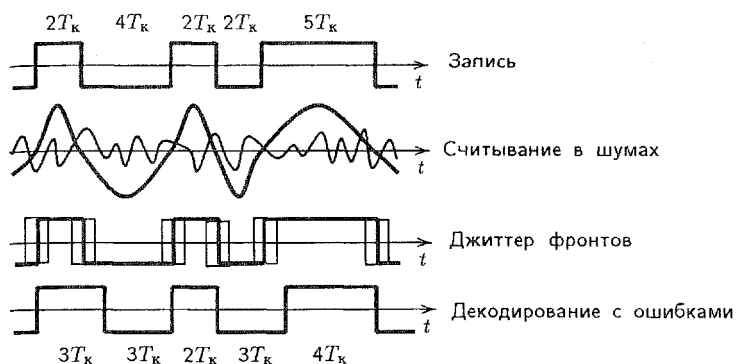 2Tк 4Tк 2Tк 2Tк 5Tк
Запись
t
Считывание в шумах
t
Джиттер фронтов
t
Декодирование с ошибками
t
3Tк 3Tк 2Tк 3Tк 4Tк